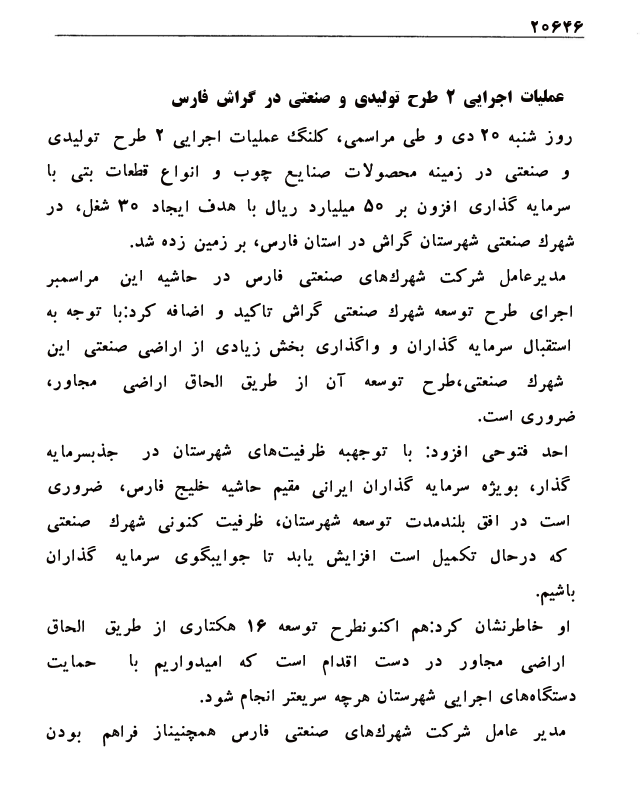 ۲۰۶۴۶
عملیات اجرایی ۲ طرح تولیدی و صنعتی در گراش فارس
روز شنبه ۲۰ دی و طی مراسمی، کلنگ عملیات اجرایی ۲ طرح تولیدی
و صنعتی در زمینه محصولات صنایع چوب و انواع قطعات بتی با
سرمایه گذاری افزون بر ۵۰ میلیارد ریال با هدف ایجاد ۳۰ شغل، در
شهرك صنعتی شهرستان گراش در استان فارس، بر زمین زده شد.
مدیرعامل شرکت شهرك‌های صنعتی فارس در حاشیه این مراسمبر
اجرای طرح توسعه شهرك صنعتی گراش تاکید و اضافه کرد:با توجه به
استقبال سرمایه گذاران و واگذاری بخش زیادی از اراضی صنعتی این
شهرك صنعتی،طرح توسعه آن از طریق الحاق اراضی مجاور،
ضروری است.
احد فتوحی افزود: با توجهبه ظرفیت‌های شهرستان در جذبسرمایه
گذار، بویژه سرمایه گذاران ایرانی مقیم حاشیه خلیج فارس، ضروری
است در افق بلندمدت توسعه شهرستان، ظرفیت کنونی شهرك صنعتی
که درحال تکمیل است افزایش یابد تا جوابگوی سرمایه گذاران
باشیم.
او خاطرنشان کرد:هم اکنونطرح توسعه ۱۶ هکتاری از طریق الحاق
اراضی مجاور در دست اقدام است که امیدواریم با حمایت
دستگاه‌های اجرایی شهرستان هرچه سریعتر انجام شود.
مدیر عامل شرکت شهرك‌های صنعتی فارس همچنیناز فراهم بودن